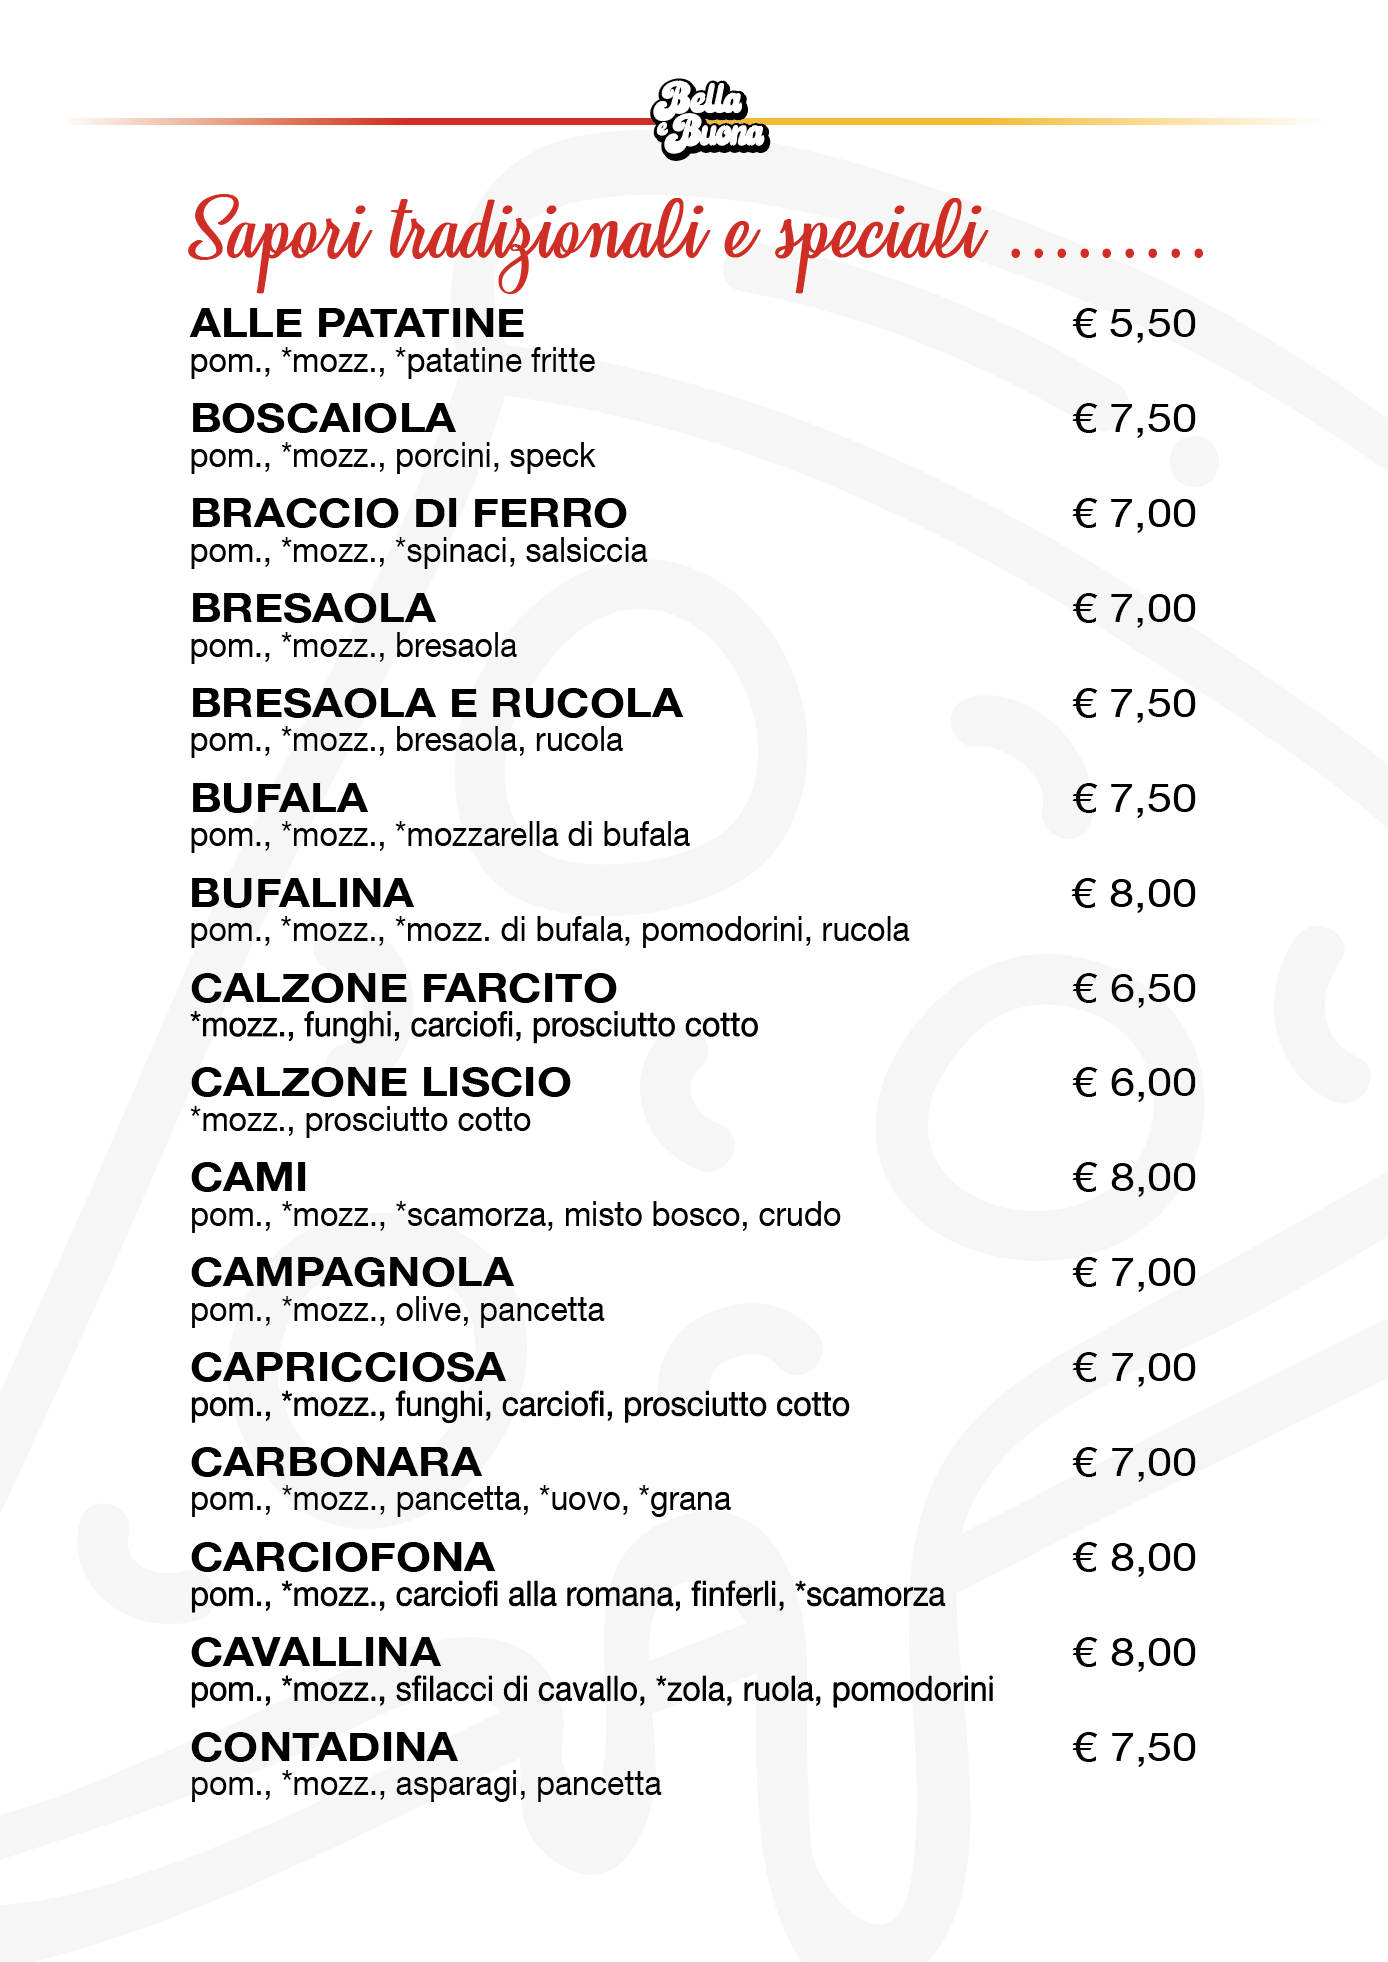 Bella
e Buona
Sapori tradizionali e speciali .........
ALLE PATATINE € 5,50
pom., *mozz., *patatine fritte
BOSCAIOLA € 7,50
pom., *mozz., porcini, speck
BRACCIO DI FERRO € 7,00
pom., *mozz., *spinaci, salsiccia
BRESAOLA € 7,00
pom., *mozz., bresaola
BRESAOLA E RUCOLA € 7,50
pom., *mozz., bresaola, rucola
BUFALA € 7,50
pom., *mozz., *mozzarella di bufala
BUFALINA € 8,00
pom., *mozz., *mozz. di bufala, pomodorini, rucola
CALZONE FARCITO € 6,50
*mozz., funghi, carciofi, prosciutto cotto
CALZONE LISCIO € 6,00
*mozz., prosciutto cotto
CAMI € 8,00
pom., *mozz., *scamorza, misto bosco, crudo
CAMPAGNOLA € 7,00
pom., *mozz., olive, pancetta
CAPRICCIOSA € 7,00
pom., *mozz., funghi, carciofi, prosciutto cotto
CARBONARA € 7,00
pom., *mozz., pancetta, *uovo, *grana
CARCIOFONA € 8,00
pom., *mozz., carciofi alla romana, finferli, *scamorza
CAVALLINA € 8,00
pom., *mozz., sfilacci di cavallo, *zola, ruola, pomodorini
CONTADINA € 7,50
pom., *mozz., asparagi, pancetta